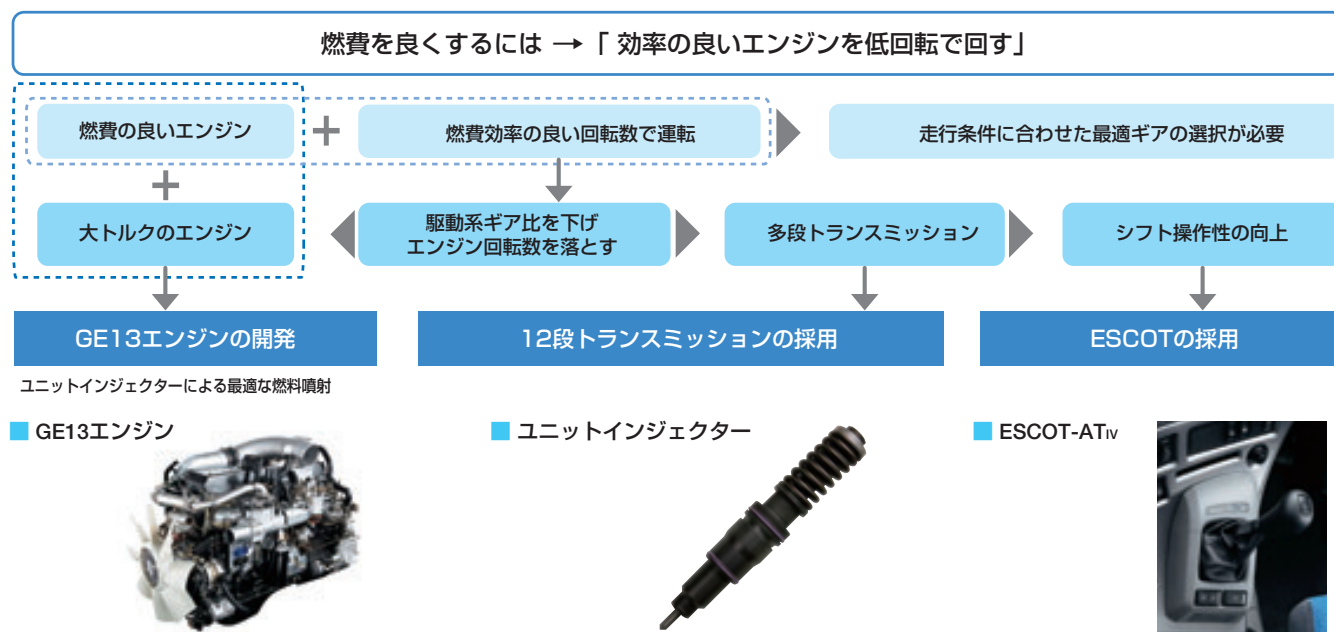 燃費を良くするには → 「 効率の良いエンジンを低回転で回す」
燃費の良いエンジン + 燃費効率の良い回転数で運転 走行条件に合わせた最適ギアの選択が必要
+
大トルクのエンジン
駆動系ギア比を下げ
エンジン回転数を落とす
多段トランスミッション
シフト操作性の向上
GE13エンジンの開発
12段トランスミッションの採用
ESCOTの採用
ユニットインジェクターによる最適な燃料噴射
GE13エンジン
ユニットインジェクター
ESCOT-ATⅣ